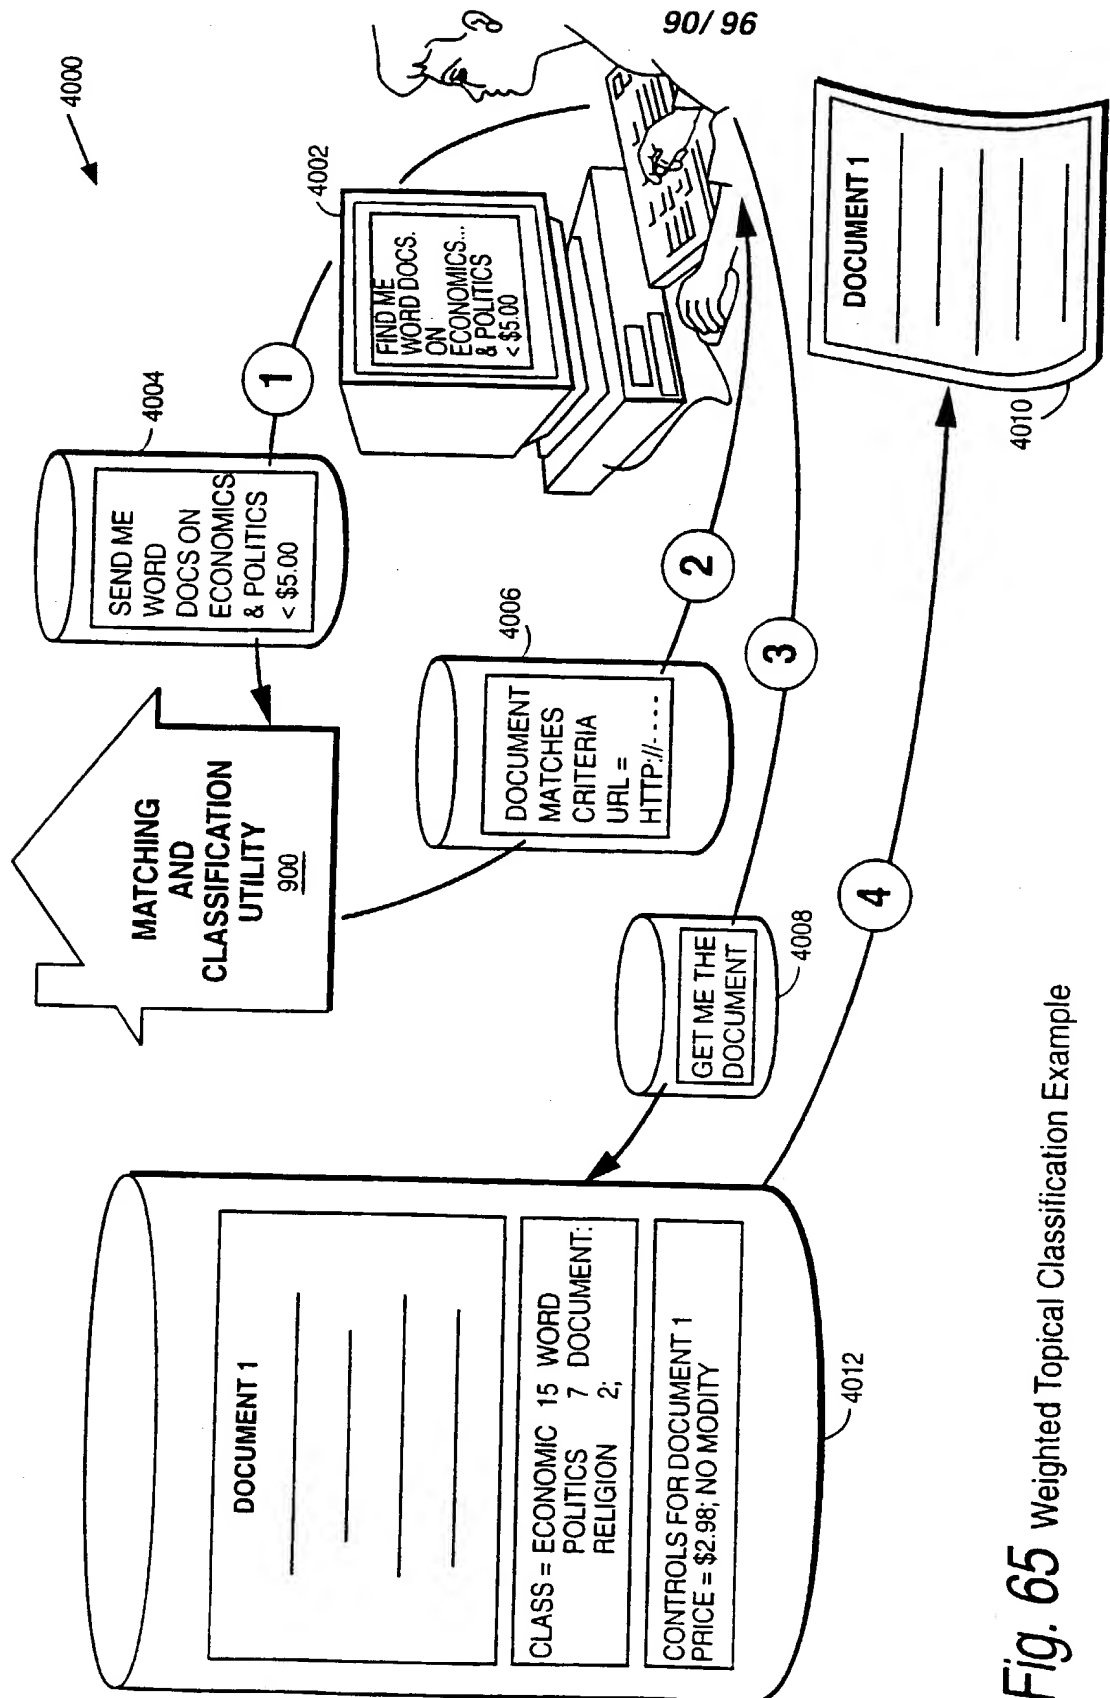 90/96
4000
4002
FIND ME
WORD DOCS.
ON
ECONOMICS...
& POLITICS
< $5.00
1
4004
SEND ME
WORD
DOCS ON
ECONOMICS
& POLITICS
< $5.00
MATCHING
AND
CLASSIFICATION
UTILITY
900
4006
DOCUMENT
MATCHES
CRITERIA
URL =
HTTP://----
2
3
4008
GET ME THE
DOCUMENT
4
DOCUMENT 1
4010
DOCUMENT 1
CLASS = ECONOMIC 15 WORD
POLITICS 7 DOCUMENT:
RELIGION 2;
CONTROLS FOR DOCUMENT 1
PRICE = $2.98; NO MODITY
4012
Fig. 65 Weighted Topical Classification Example